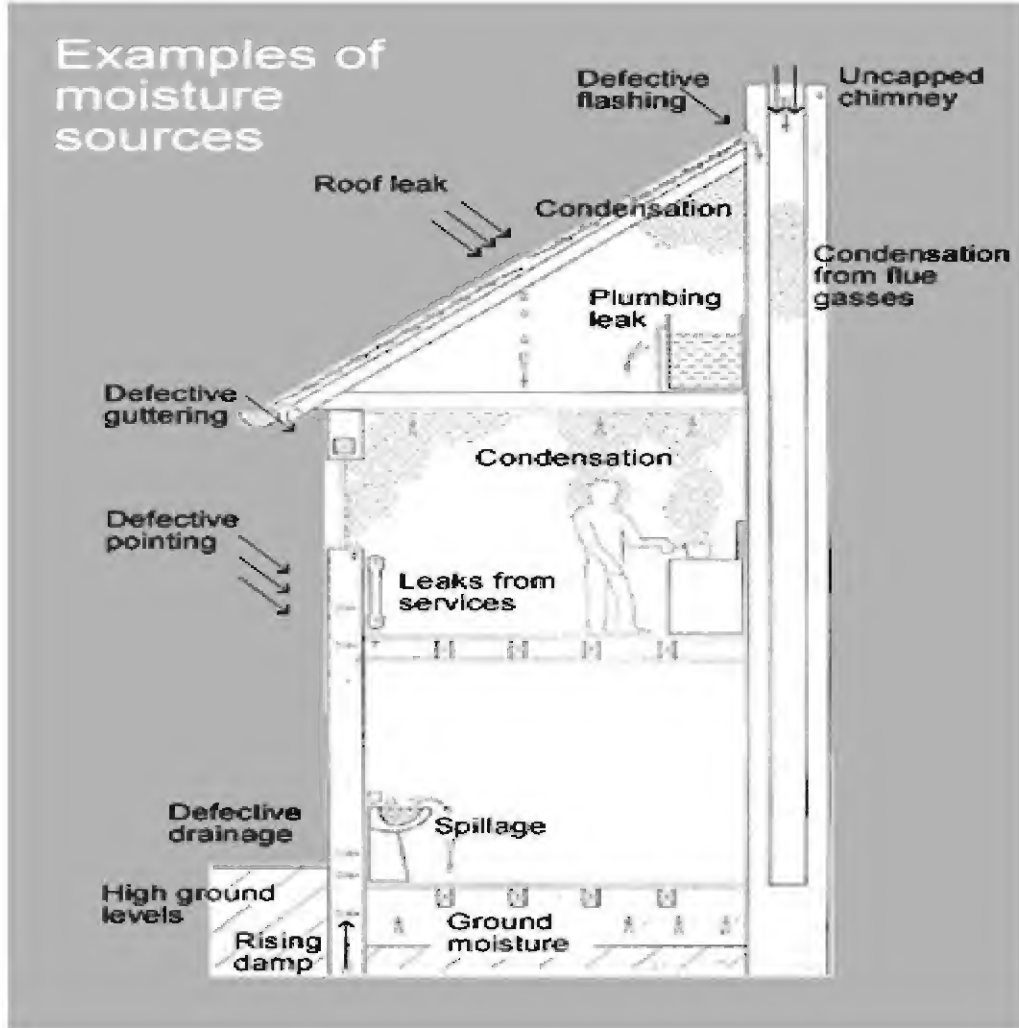 Examples of
moisture
sources
Defective
flashing
Uncapped
chimney
Roof leak
Condensation
Condensation
from flue
gasses
Plumbing
leak
Defective
guttering
Condensation
Defective
pointing
Leaks from
services
Defective
drainage
Spillage
High ground
levels
Ground
moisture
Rising
damp